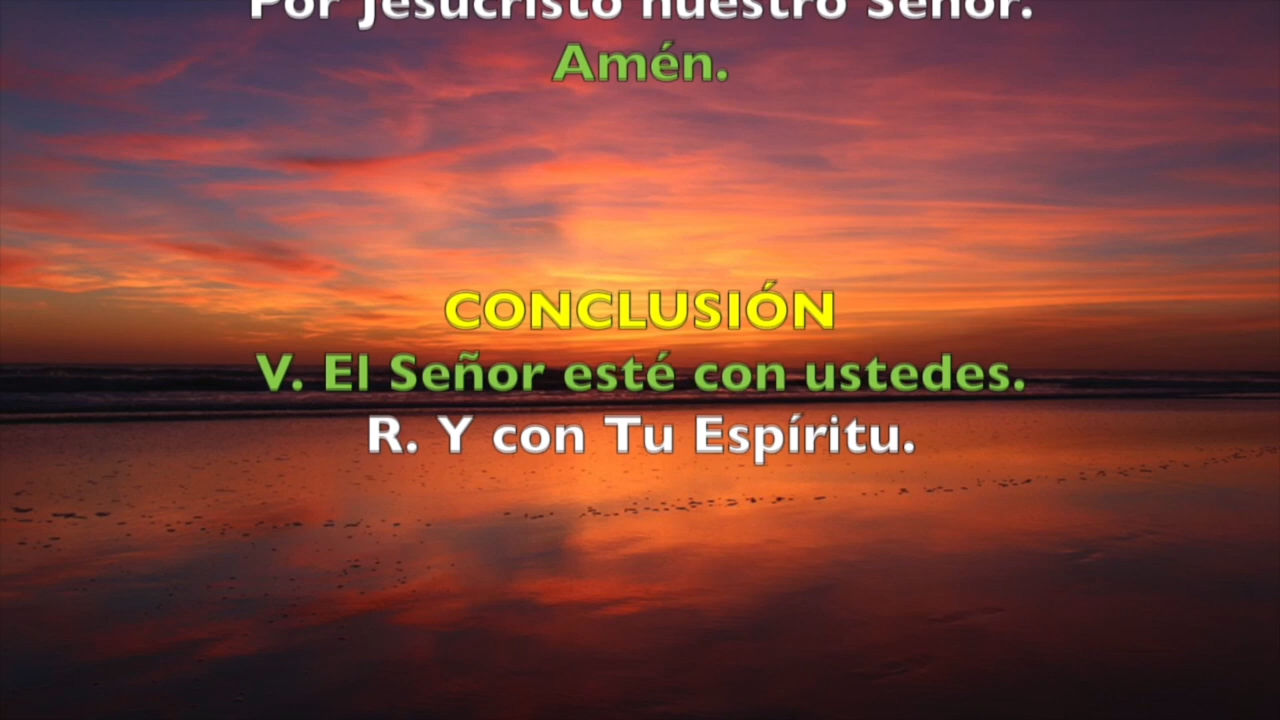 Por Jesucristo nuestro Señor.
Amén.
CONCLUSIÓN
V. El Señor esté con ustedes.
R. Y con Tu Espíritu.